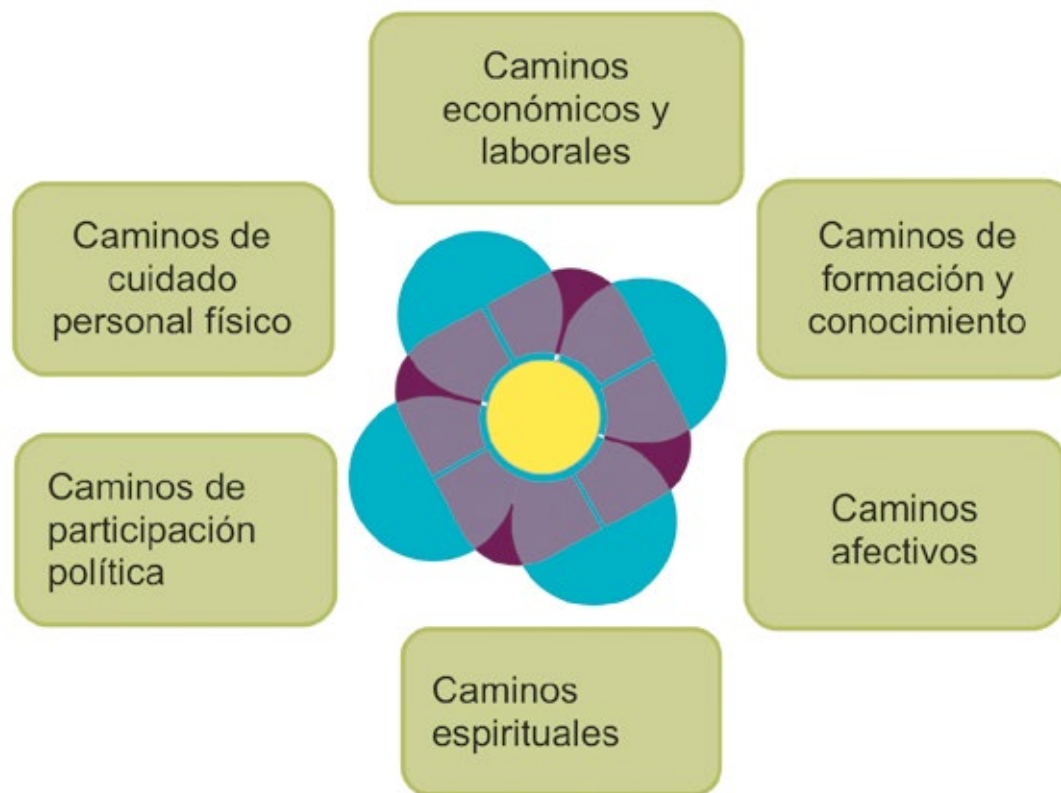 Caminos
económicos y
laborales
Caminos de
cuidado
personal físico
Caminos de
formación y
conocimiento
Caminos de
participación
política
Caminos
afectivos
Caminos
espirituales